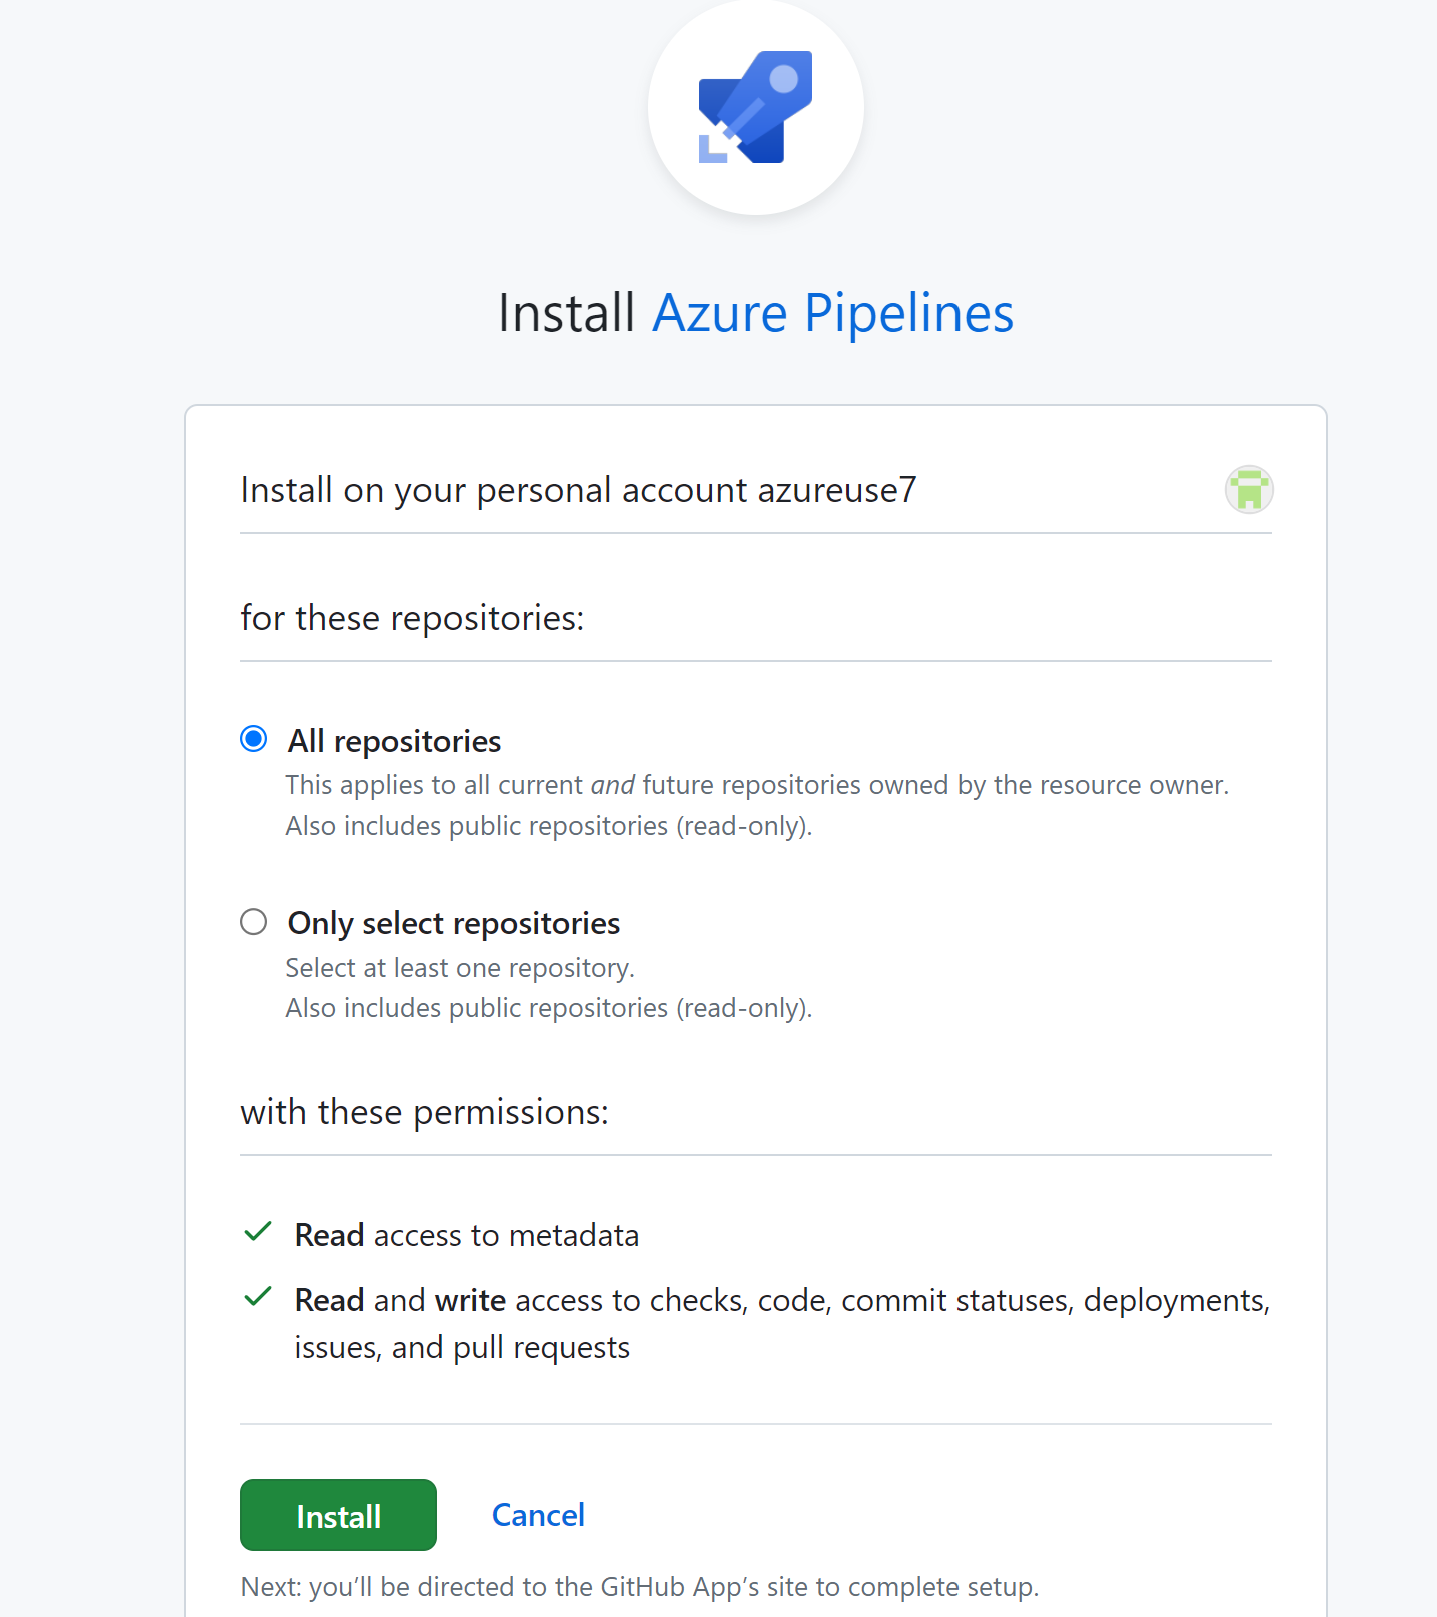 Install Azure Pipelines
Install on your personal account azureuse7
for these repositories:
All repositories
This applies to all current and future repositories owned by the resource owner.
Also includes public repositories (read-only).
Only select repositories
Select at least one repository.
Also includes public repositories (read-only).
with these permissions:
Read access to metadata
Read and write access to checks, code, commit statuses, deployments,
issues, and pull requests
Install Cancel
Next: you’ll be directed to the GitHub App’s site to complete setup.